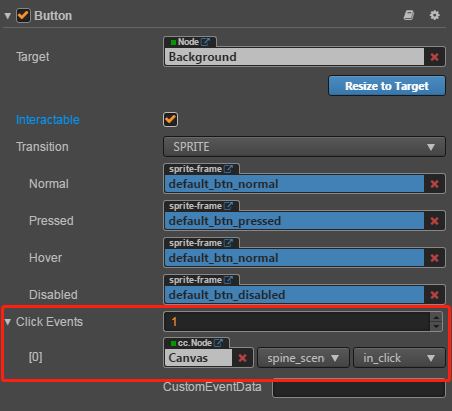 Button
Node
Target Background
Resize to Target
Interactable
Transition SPRITE
sprite-frame
Normal default_btn_normal
sprite-frame
Pressed default_btn_pressed
sprite-frame
Hover default_btn_normal
sprite-frame
Disabled default_btn_disabled
Click Events 1
cc.Node
[0] Canvas spine_scen in_click
CustomEventData